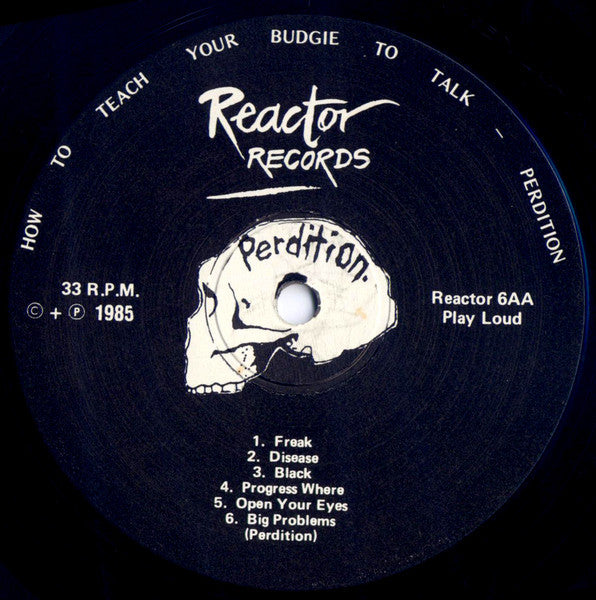 HOW TO TEACH YOUR BUDGIE TO TALK – PERDITION
Reactor
RECORDS
Perdition.
33 R.P.M.
© + ℗ 1985
Reactor 6AA
Play Loud
1. Freak
2. Disease
3. Black
4. Progress Where
5. Open Your Eyes
6. Big Problems
(Perdition)